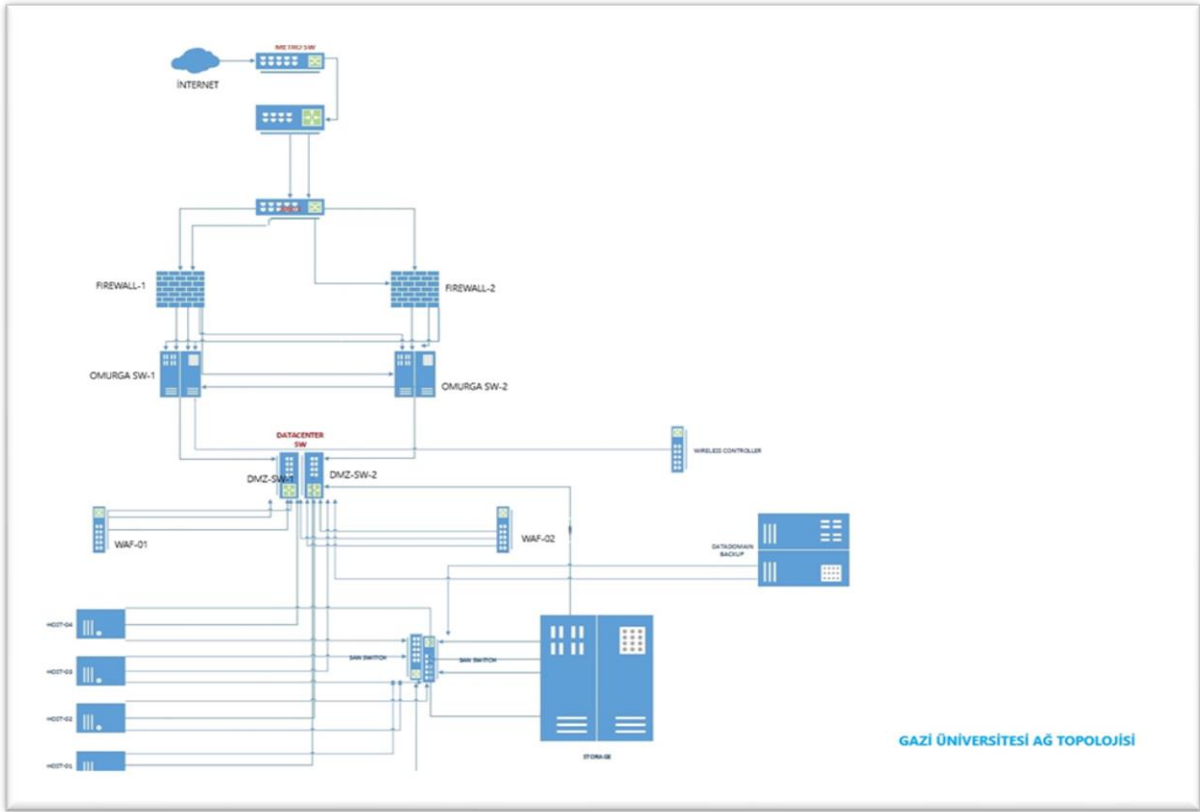 METRO SW
İNTERNET
FIREWALL-1
FIREWALL-2
OMURGA SW-1
OMURGA SW-2
DATACENTER
SW
WIRELESS CONTROLLER
DMZ-SW-1
DMZ-SW-2
WAF-01
WAF-02
DATADOMAIN
BACKUP
HOST-04
HOST-03
HOST-02
HOST-01
SAN SWITCH
SAN SWITCH
STORAGE
GAZİ ÜNİVERSİTESİ AĞ TOPOLOJİSİ